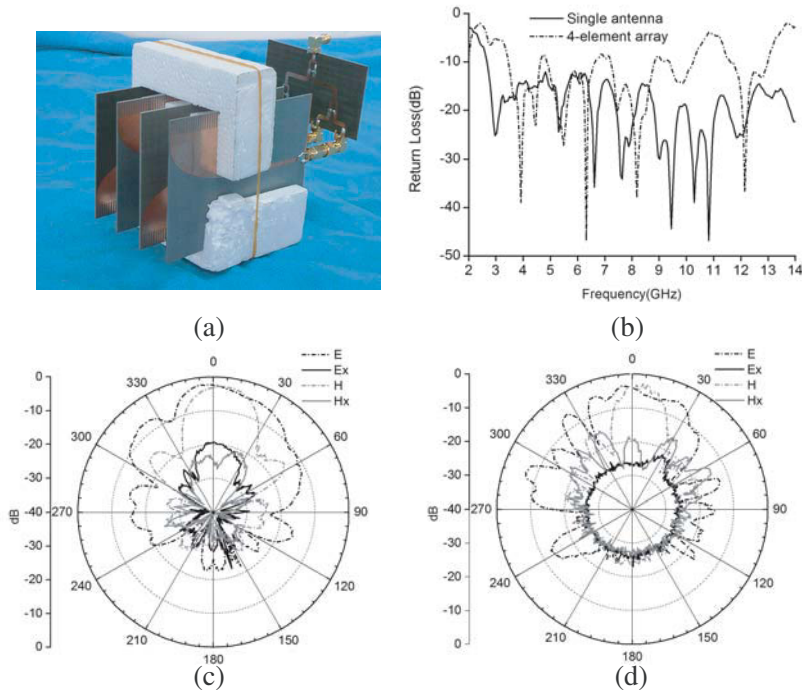 (a)
0
-10
-20
-30
-40
-50
Return Loss(dB)
Single antenna
4-element array
2 3 4 5 6 7 8 9 10 11 12 13 14
Frequency(GHz)
(b)
0
-10
-20
-30
-40
-30
-20
-10
0
dB
0
30
60
90
120
150
180
210
240
270
300
330
E
Ex
H
Hx
(c)
0
-10
-20
-30
-40
-30
-20
-10
0
dB
0
30
60
90
120
150
180
210
240
270
300
330
E
Ex
H
Hx
(d)